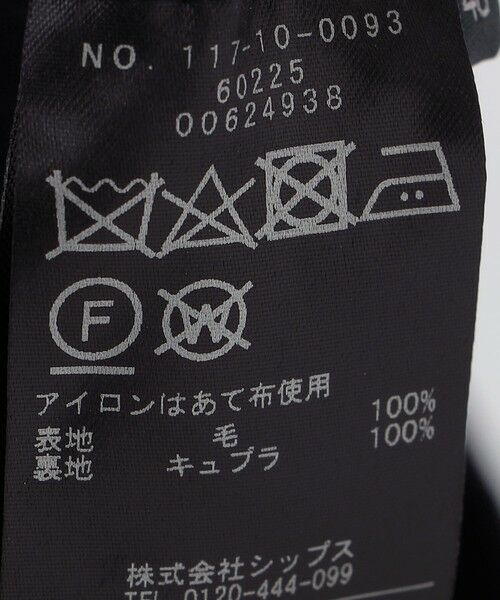 40
NO. 117-10-0093
60225
00624938
F
W
アイロンはあて布使用
表地 毛 100%
裏地 キュプラ 100%
株式会社シップス
TEL 0120-444-099